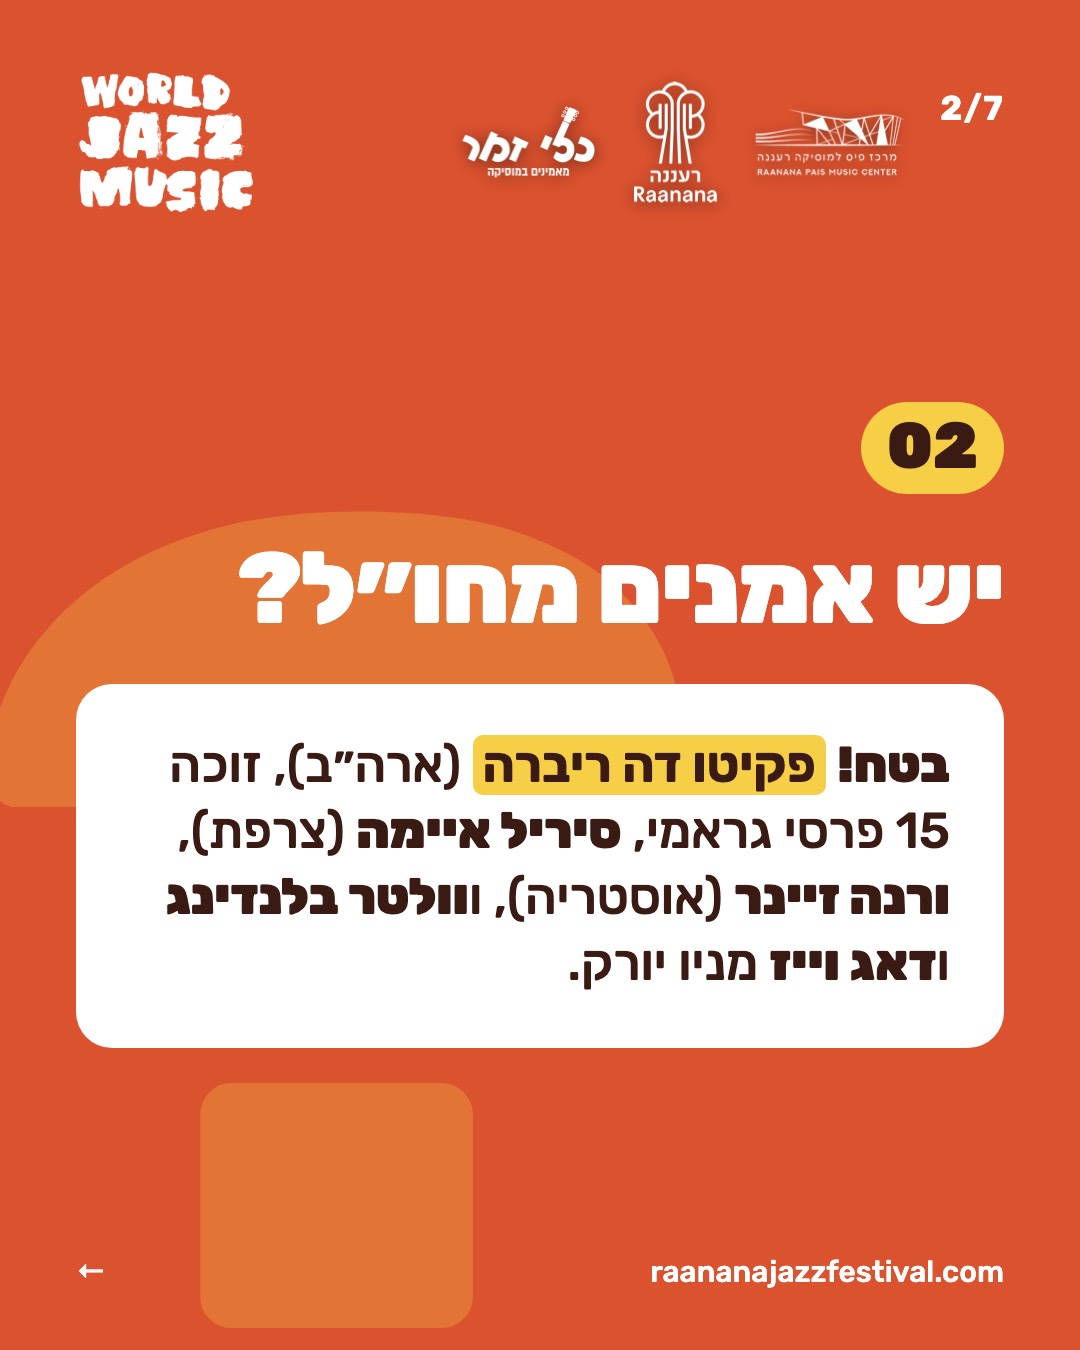 WORLD
JAZZ
MUSIC
כלי זמר
מאמינים במוסיקה
רעננה
Raanana
מרכז פיס למוסיקה רעננה
RAANANA PAIS MUSIC CENTER
2/7
02
יש אמנים מחו״ל?
בטח! פקיטו דה ריברה (ארה״ב), זוכה
15 פרסי גראמי, סיריל איימה (צרפת),
ורנה זיינר (אוסטריה), ווולטר בלנדינג
ודאג וייז מניו יורק.
←
raananajazzfestival.com